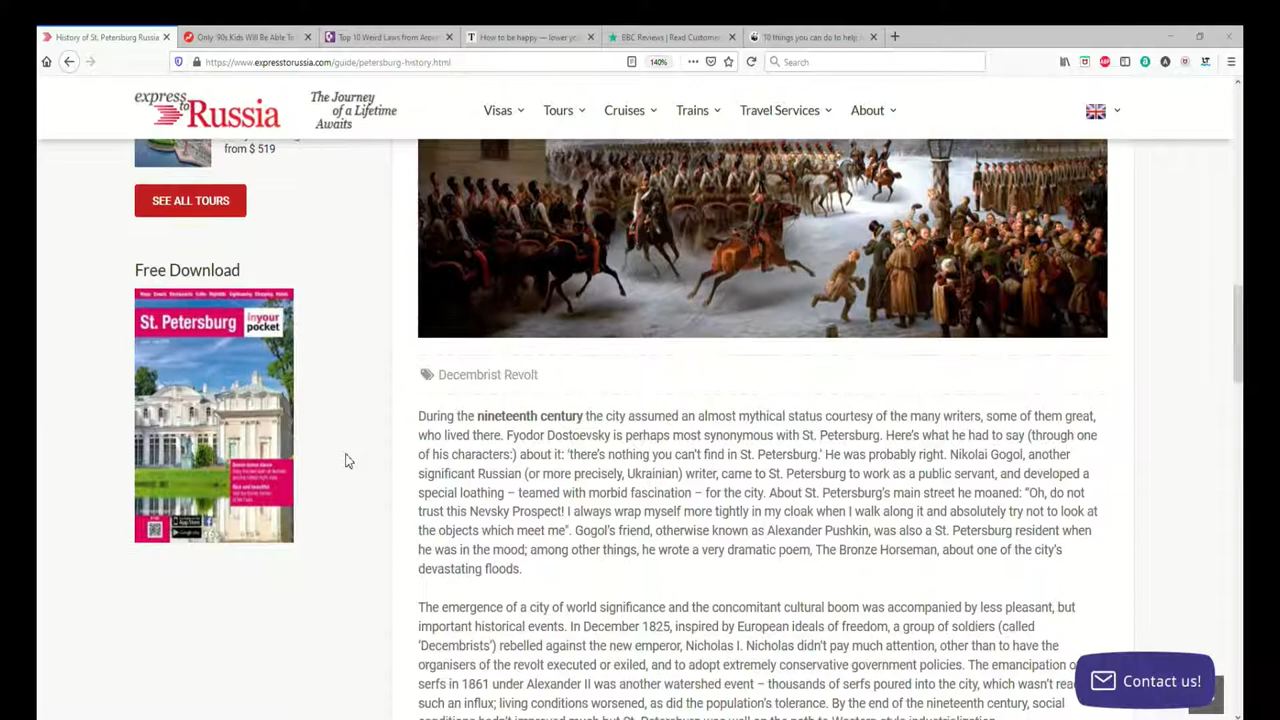 History of St. Petersburg Russia
Only '90s Kids Will Be Able To
Top 10 Weird Laws from Aroun
How to be happy — lower yo
BBC Reviews | Read Customer
10 things you can do to help
https://www.expresstorussia.com/guide/petersburg-history.html
140%
Search
express to Russia
The Journey of a Lifetime Awaits
Visas
Tours
Cruises
Trains
Travel Services
About
from $ 519
SEE ALL TOURS
Free Download
St. Petersburg
inyour pocket
Decembrist Revolt
During the nineteenth century the city assumed an almost mythical status courtesy of the many writers, some of them great,
who lived there. Fyodor Dostoevsky is perhaps most synonymous with St. Petersburg. Here's what he had to say (through one
of his characters:) about it: 'there's nothing you can't find in St. Petersburg.' He was probably right. Nikolai Gogol, another
significant Russian (or more precisely, Ukrainian) writer, came to St. Petersburg to work as a public servant, and developed a
special loathing – teamed with morbid fascination – for the city. About St. Petersburg's main street he moaned: "Oh, do not
trust this Nevsky Prospect! I always wrap myself more tightly in my cloak when I walk along it and absolutely try not to look at
the objects which meet me". Gogol's friend, otherwise known as Alexander Pushkin, was also a St. Petersburg resident when
he was in the mood; among other things, he wrote a very dramatic poem, The Bronze Horseman, about one of the city's
devastating floods.
The emergence of a city of world significance and the concomitant cultural boom was accompanied by less pleasant, but
important historical events. In December 1825, inspired by European ideals of freedom, a group of soldiers (called
'Decembrists') rebelled against the new emperor, Nicholas I. Nicholas didn't pay much attention, other than to have the
organisers of the revolt executed or exiled, and to adopt extremely conservative government policies. The emancipation o
serfs in 1861 under Alexander II was another watershed event – thousands of serfs poured into the city, which wasn't rea
such an influx; living conditions worsened, as did the population's tolerance. By the end of the nineteenth century, social
Contact us!